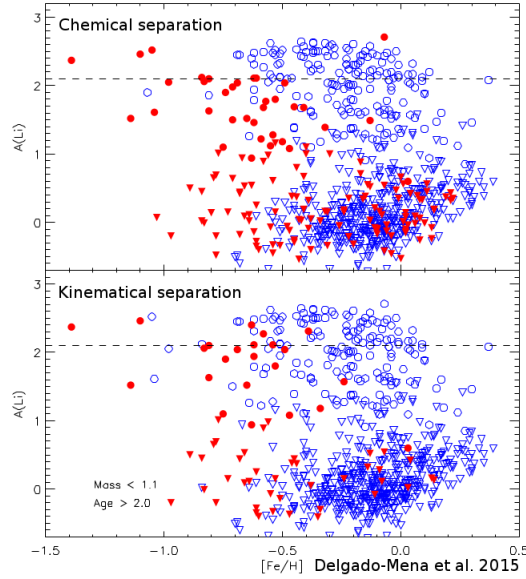 Chemical separation
3
2
1
0
A(Li)
Kinematical separation
3
2
1
0
A(Li)
Mass < 1.1
Age > 2.0
−1.5 −1.0 −0.5 0.0 0.5
[Fe/H] Delgado-Mena et al. 2015